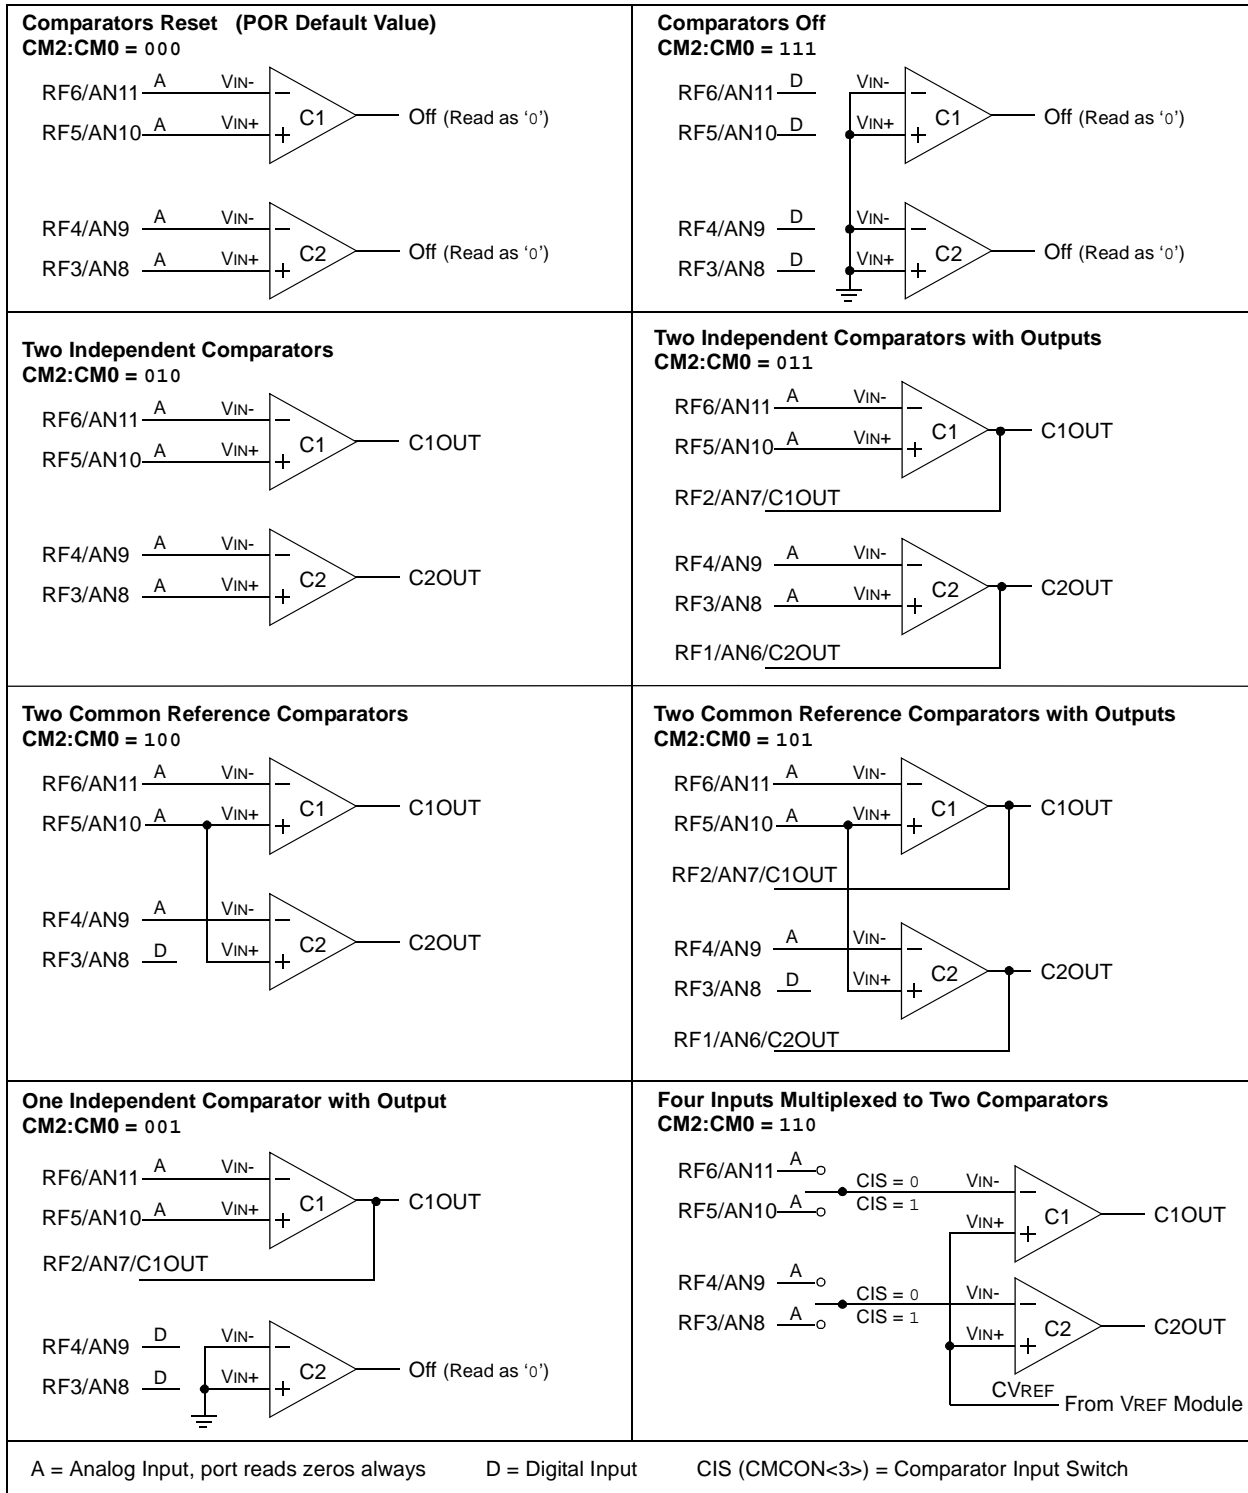 Comparators Reset (POR Default Value)
CM2:CM0 = 000
RF6/AN11 A VIN-
RF5/AN10 A VIN+
C1
Off (Read as ‘0’)
RF4/AN9 A VIN-
RF3/AN8 A VIN+
C2
Off (Read as ‘0’)
Comparators Off
CM2:CM0 = 111
RF6/AN11 D VIN-
RF5/AN10 D VIN+
C1
Off (Read as ‘0’)
RF4/AN9 D VIN-
RF3/AN8 D VIN+
C2
Off (Read as ‘0’)
Two Independent Comparators
CM2:CM0 = 010
RF6/AN11 A VIN-
RF5/AN10 A VIN+
C1
C1OUT
RF4/AN9 A VIN-
RF3/AN8 A VIN+
C2
C2OUT
Two Independent Comparators with Outputs
CM2:CM0 = 011
RF6/AN11 A VIN-
RF5/AN10 A VIN+
C1
C1OUT
RF2/AN7/C1OUT
RF4/AN9 A VIN-
RF3/AN8 A VIN+
C2
C2OUT
RF1/AN6/C2OUT
Two Common Reference Comparators
CM2:CM0 = 100
RF6/AN11 A VIN-
RF5/AN10 A VIN+
C1
C1OUT
RF4/AN9 A VIN-
RF3/AN8 D VIN+
C2
C2OUT
Two Common Reference Comparators with Outputs
CM2:CM0 = 101
RF6/AN11 A VIN-
RF5/AN10 A VIN+
C1
C1OUT
RF2/AN7/C1OUT
RF4/AN9 A VIN-
RF3/AN8 D VIN+
C2
C2OUT
RF1/AN6/C2OUT
One Independent Comparator with Output
CM2:CM0 = 001
RF6/AN11 A VIN-
RF5/AN10 A VIN+
C1
C1OUT
RF2/AN7/C1OUT
RF4/AN9 D VIN-
RF3/AN8 D VIN+
C2
Off (Read as ‘0’)
Four Inputs Multiplexed to Two Comparators
CM2:CM0 = 110
RF6/AN11 A CIS = 0 VIN-
RF5/AN10 A CIS = 1 VIN+
C1
C1OUT
RF4/AN9 A CIS = 0 VIN-
RF3/AN8 A CIS = 1 VIN+
C2
C2OUT
CVREF
From VREF Module
A = Analog Input, port reads zeros always D = Digital Input CIS (CMCON<3>) = Comparator Input Switch